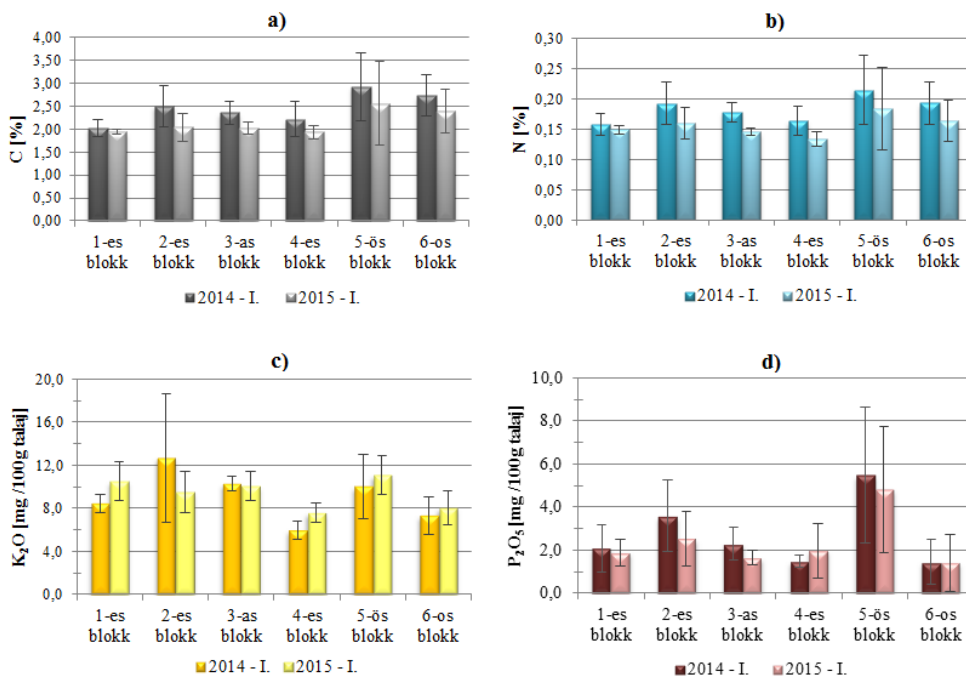 a)
C [%]
4,00
3,50
3,00
2,50
2,00
1,50
1,00
0,50
0,00
1-es blokk
2-es blokk
3-as blokk
4-es blokk
5-ös blokk
6-os blokk
2014 - I.
2015 - I.
b)
N [%]
0,30
0,25
0,20
0,15
0,10
0,05
0,00
1-es blokk
2-es blokk
3-as blokk
4-es blokk
5-ös blokk
6-os blokk
2014 - I.
2015 - I.
c)
K₂O [mg /100g talaj]
20,0
16,0
12,0
8,0
4,0
0,0
1-es blokk
2-es blokk
3-as blokk
4-es blokk
5-ös blokk
6-os blokk
2014 - I.
2015 - I.
d)
P₂O₅ [mg /100g talaj]
10,0
8,0
6,0
4,0
2,0
0,0
1-es blokk
2-es blokk
3-as blokk
4-es blokk
5-ös blokk
6-os blokk
2014 - I.
2015 - I.